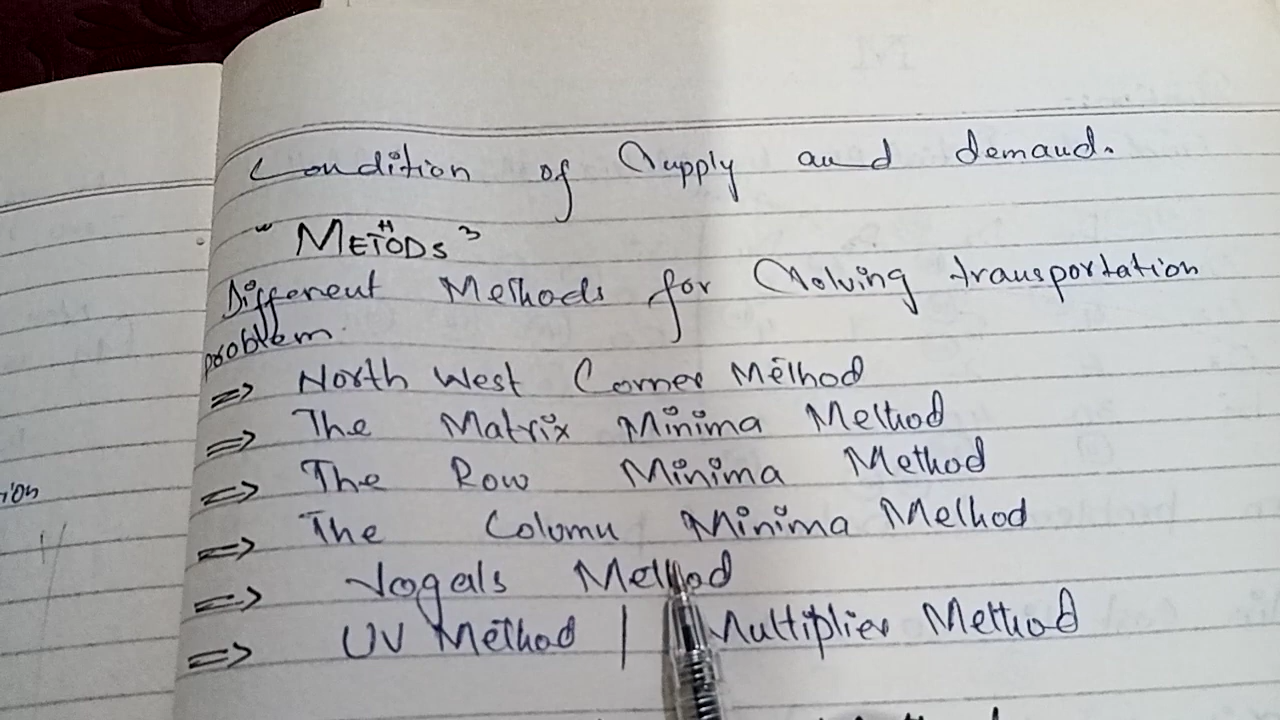 Condition of Supply and demand.
"METHODS"
Different Methods for Solving transportation
problem.
⇒ North West Corner Method
⇒ The Matrix Minima Method
⇒ The Row Minima Method
⇒ The Column Minima Method
⇒ Vogals Method
⇒ UV Method | Multiplier Method